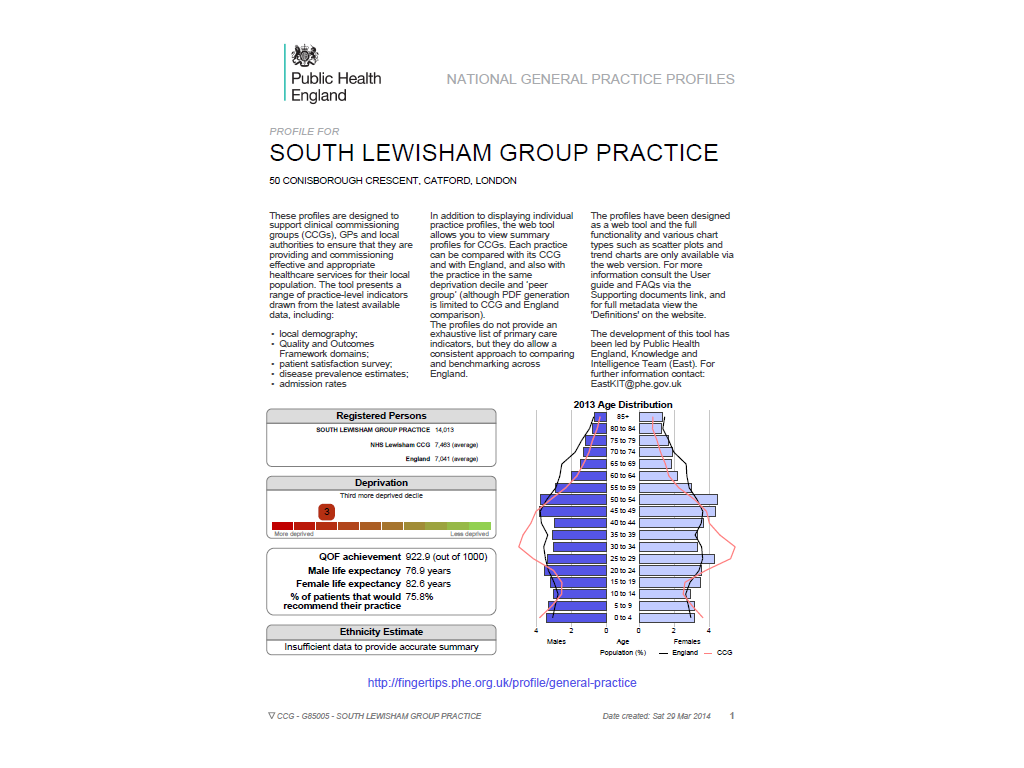 Public Health
England
NATIONAL GENERAL PRACTICE PROFILES
PROFILE FOR
SOUTH LEWISHAM GROUP PRACTICE
50 CONISBOROUGH CRESCENT, CATFORD, LONDON
These profiles are designed to
support clinical commissioning
groups (CCGs), GPs and local
authorities to ensure that they are
providing and commissioning
effective and appropriate
healthcare services for their local
population. The tool presents a
range of practice-level indicators
drawn from the latest available
data, including:
• local demography;
• Quality and Outcomes
Framework domains;
• patient satisfaction survey;
• disease prevalence estimates;
• admission rates
In addition to displaying individual
practice profiles, the web tool
allows you to view summary
profiles for CCGs. Each practice
can be compared with its CCG
and with England, and also with
the practice in the same
deprivation decile and 'peer
group' (although PDF generation
is limited to CCG and England
comparison).
The profiles do not provide an
exhaustive list of primary care
indicators, but they do allow a
consistent approach to comparing
and benchmarking across
England.
The profiles have been designed
as a web tool and the full
functionality and various chart
types such as scatter plots and
trend charts are only available via
the web version. For more
information consult the User
guide and FAQs via the
Supporting documents link, and
for full metadata view the
'Definitions' on the website.
The development of this tool has
been led by Public Health
England, Knowledge and
Intelligence Team (East). For
further information contact:
EastKIT@phe.gov.uk
Registered Persons
SOUTH LEWISHAM GROUP PRACTICE 14,013
NHS Lewisham CCG 7,463 (average)
England 7,041 (average)
Deprivation
Third more deprived decile
3
More deprived Less deprived
QOF achievement 922.9 (out of 1000)
Male life expectancy 76.9 years
Female life expectancy 82.6 years
% of patients that would 75.8%
recommend their practice
Ethnicity Estimate
Insufficient data to provide accurate summary
2013 Age Distribution
85+
80 to 84
75 to 79
70 to 74
65 to 69
60 to 64
55 to 59
50 to 54
45 to 49
40 to 44
35 to 39
30 to 34
25 to 29
20 to 24
15 to 19
10 to 14
5 to 9
0 to 4
4 2 0 0 2 4
Males Age Females
Population (%) England CCG
http://fingertips.phe.org.uk/profile/general-practice
▽ CCG - G85005 - SOUTH LEWISHAM GROUP PRACTICE
Date created: Sat 29 Mar 2014 1